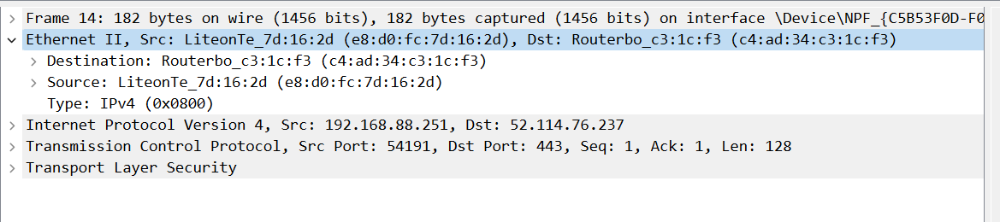 Frame 14: 182 bytes on wire (1456 bits), 182 bytes captured (1456 bits) on interface \Device\NPF_{C5B53F0D-F0
Ethernet II, Src: LiteonTe_7d:16:2d (e8:d0:fc:7d:16:2d), Dst: Routerbo_c3:1c:f3 (c4:ad:34:c3:1c:f3)
Destination: Routerbo_c3:1c:f3 (c4:ad:34:c3:1c:f3)
Source: LiteonTe_7d:16:2d (e8:d0:fc:7d:16:2d)
Type: IPv4 (0x0800)
Internet Protocol Version 4, Src: 192.168.88.251, Dst: 52.114.76.237
Transmission Control Protocol, Src Port: 54191, Dst Port: 443, Seq: 1, Ack: 1, Len: 128
Transport Layer Security